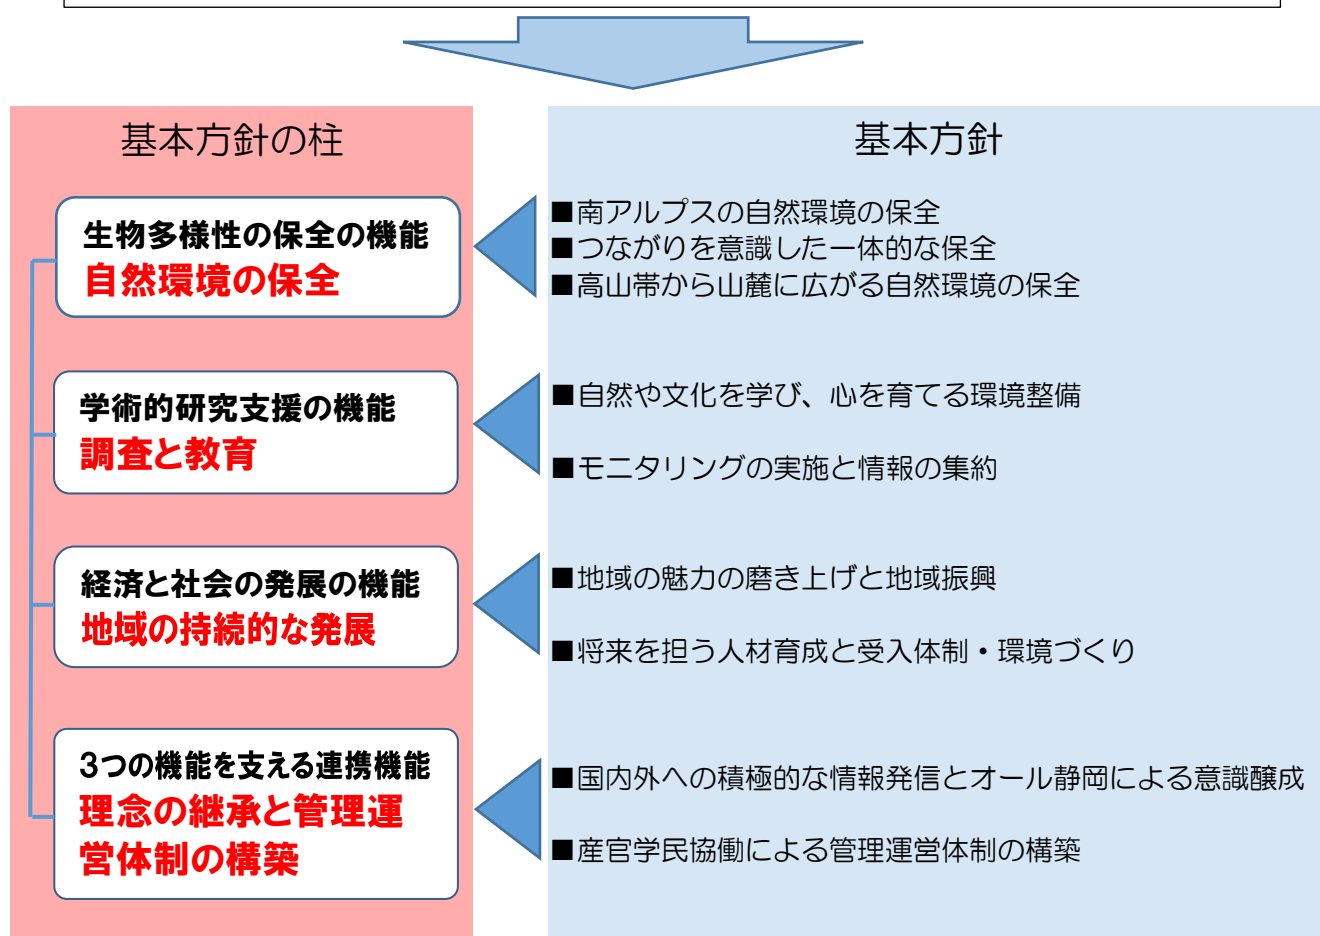 基本方針の柱
基本方針
生物多様性の保全の機能
自然環境の保全
■南アルプスの自然環境の保全
■つながりを意識した一体的な保全
■高山帯から山麓に広がる自然環境の保全
学術的研究支援の機能
調査と教育
■自然や文化を学び、心を育てる環境整備
■モニタリングの実施と情報の集約
経済と社会の発展の機能
地域の持続的な発展
■地域の魅力の磨き上げと地域振興
■将来を担う人材育成と受入体制・環境づくり
3つの機能を支える連携機能
理念の継承と管理運
営体制の構築
■国内外への積極的な情報発信とオール静岡による意識醸成
■産官学民協働による管理運営体制の構築